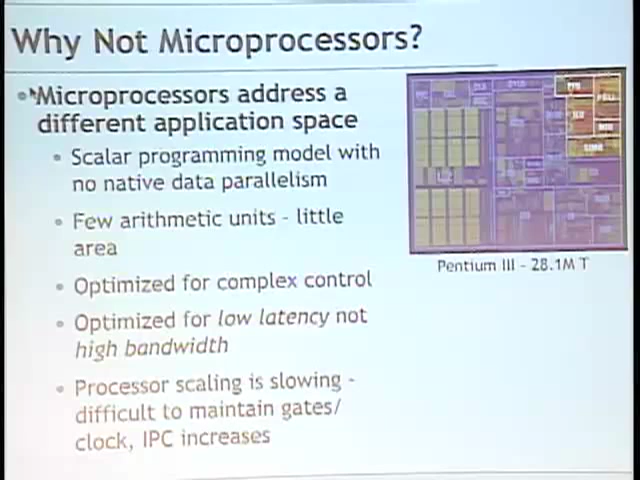 Why Not Microprocessors?
Microprocessors address a
different application space
Scalar programming model with
no native data parallelism
Few arithmetic units - little
area
Optimized for complex control
Optimized for low latency not
high bandwidth
Processor scaling is slowing -
difficult to maintain gates/
clock, IPC increases
Pentium III - 28.1M T